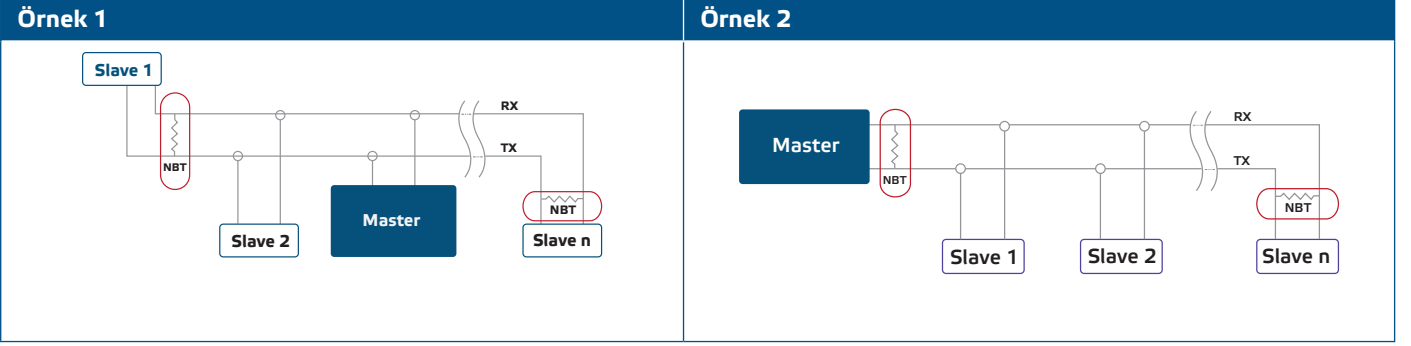 Örnek 1
Slave 1
RX
TX
NBT
NBT
Master
Slave 2
Slave n
Örnek 2
RX
Master
TX
NBT
NBT
Slave 1
Slave 2
Slave n